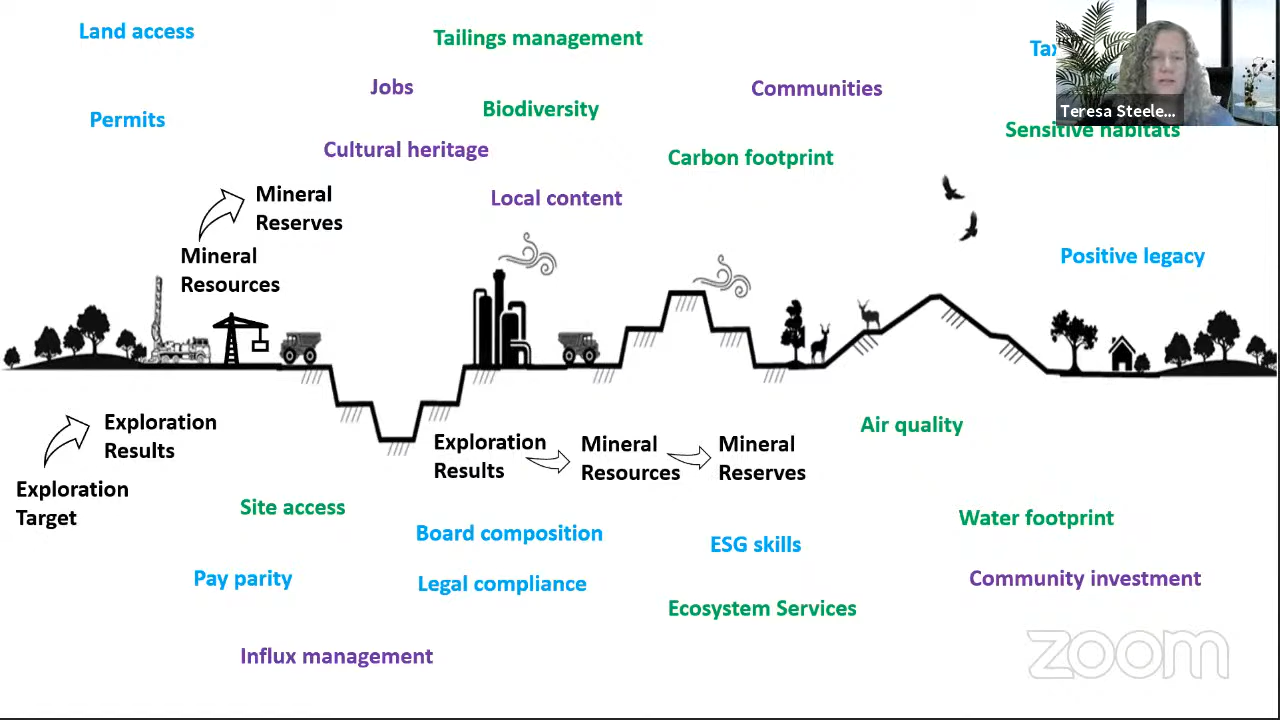 Land access
Tailings management
Tax
Jobs
Communities
Teresa Steele...
Permits
Biodiversity
Sensitive habitats
Cultural heritage
Carbon footprint
Mineral
Reserves
Local content
Mineral
Resources
Positive legacy
Exploration
Results
Exploration
Target
Exploration
Results
Mineral
Resources
Mineral
Reserves
Air quality
Site access
Board composition
ESG skills
Water footprint
Pay parity
Legal compliance
Community investment
Ecosystem Services
Influx management
zoom